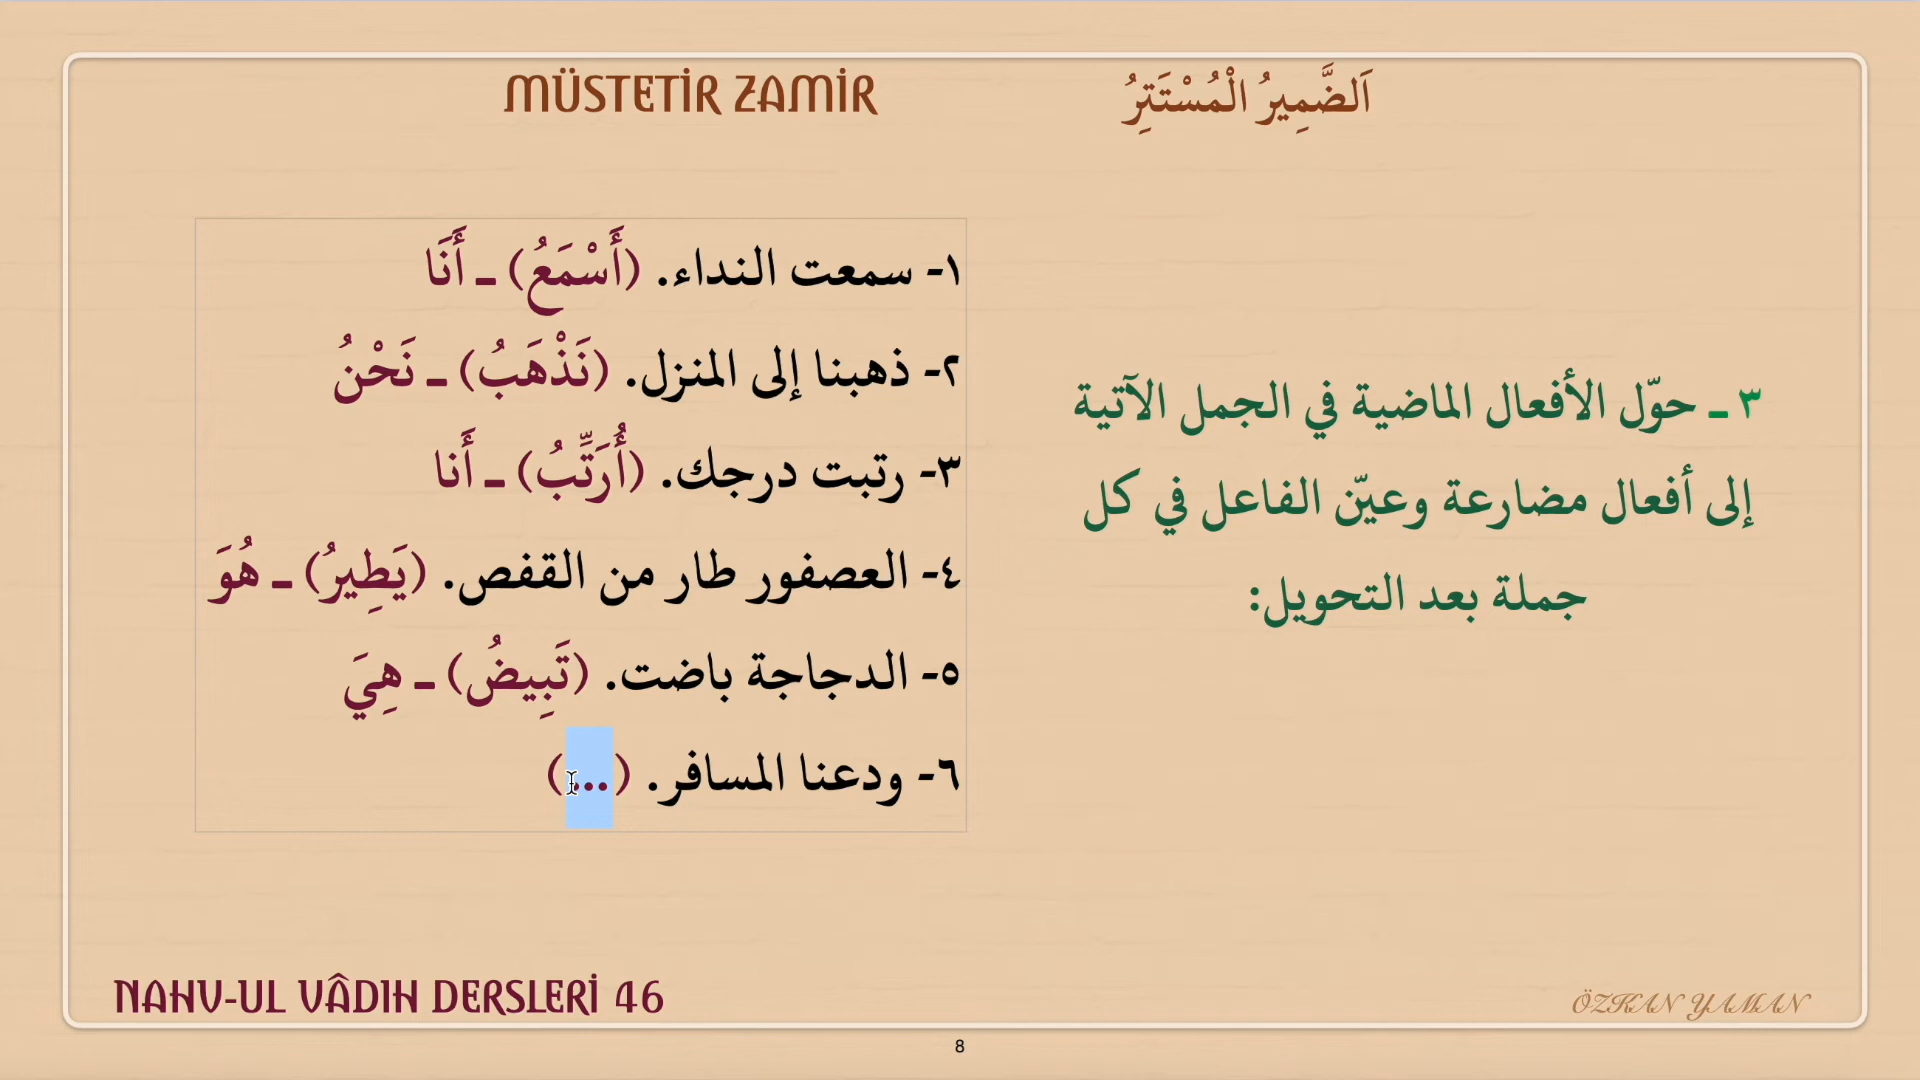 MÜSTETİR ZAMİR
اَلضَّمِيرُ الْمُسْتَتِرُ
٣ ـ حوّل الأفعال الماضية في الجمل الآتية
إلى أفعال مضارعة وعيّن الفاعل في كل
جملة بعد التحويل:
١- سمعت النداء. (أَسْمَعُ) ـ أَنَا
٢- ذهبنا إلى المنزل. (نَذْهَبُ) ـ نَحْنُ
٣- رتبت درجك. (أُرَتِّبُ) ـ أَنا
٤- العصفور طار من القفص. (يَطِيرُ) ـ هُوَ
٥- الدجاجة باضت. (تَبِيضُ) ـ هِيَ
٦- ودعنا المسافر. (...)
NAHV-UL VÂDIH DERSLERİ 46
ÖZKAN YAMAN
8